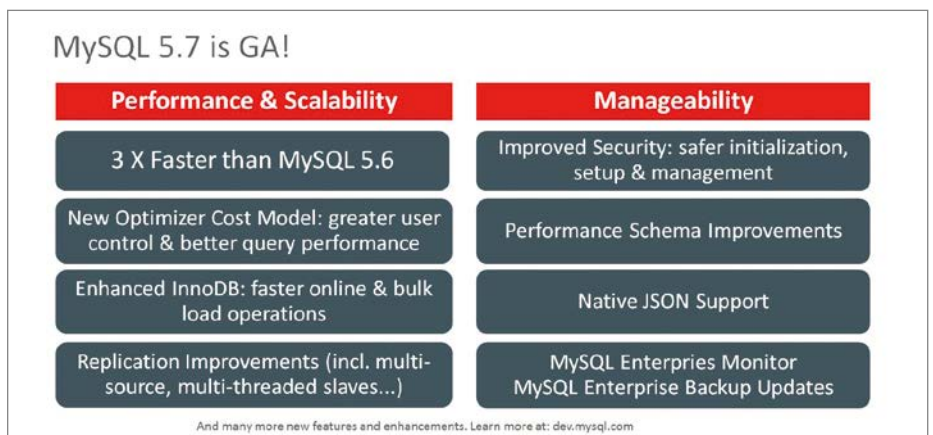 MySQL 5.7 is GA!
Performance & Scalability
3 X Faster than MySQL 5.6
New Optimizer Cost Model: greater user
control & better query performance
Enhanced InnoDB: faster online & bulk
load operations
Replication Improvements (incl. multi-
source, multi-threaded slaves...)
Manageability
Improved Security: safer initialization,
setup & management
Performance Schema Improvements
Native JSON Support
MySQL Enterpries Monitor
MySQL Enterprise Backup Updates
And many more new features and enhancements. Learn more at: dev.mysql.com